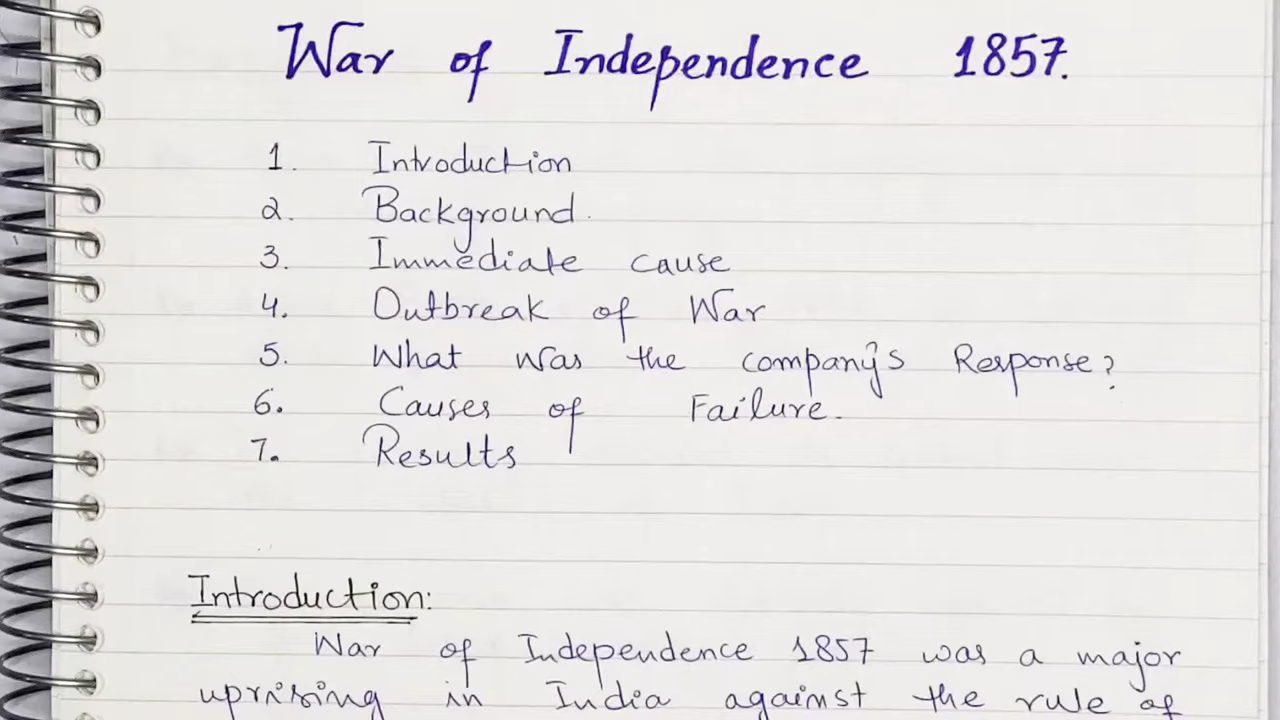 War of Independence 1857.
1. Introduction
2. Background.
3. Immediate cause
4. Outbreak of War
5. What was the company's Response?
6. Causes of Failure.
7. Results
Introduction:
War of Independence 1857 was a major
uprising in India against the rule of